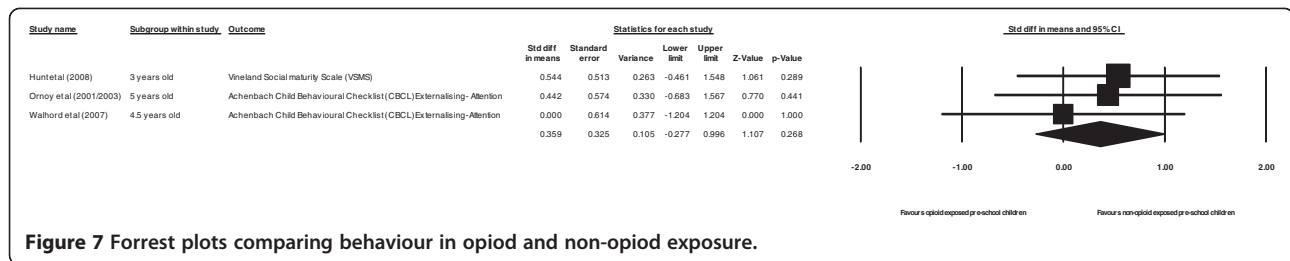 Study name Subgroup within study Outcome Statistics for each study Std diff in means and 95% CI
Std diff in means Standard error Variance Lower limit Upper limit Z-Value p-Value
Huntetal (2008) 3 years old Vineland Social maturity Scale (VSMS) 0.544 0.513 0.263 -0.461 1.548 1.061 0.289
Ornoy et al (2001/2003) 5 years old Achenbach Child Behavioural Checklist (CBCL) Externalising- Attention 0.442 0.574 0.330 -0.683 1.567 0.770 0.441
Walhord et al (2007) 4.5 years old Achenbach Child Behavioural Checklist (CBCL) Externalising-Attention 0.000 0.614 0.377 -1.204 1.204 0.000 1.000
0.359 0.325 0.105 -0.277 0.996 1.107 0.268
-2.00 -1.00 0.00 1.00 2.00
Favours opioid exposed pre-school children Favours non-opioid exposed pre-school children
Figure 7 Forrest plots comparing behaviour in opiod and non-opiod exposure.